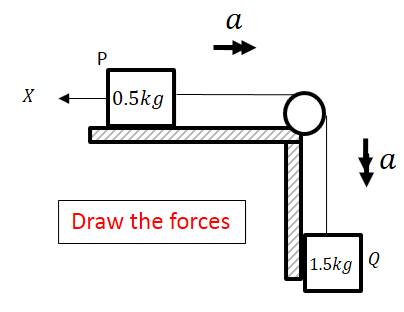 a
P
X
0.5kg
a
Draw the forces
1.5kg
Q